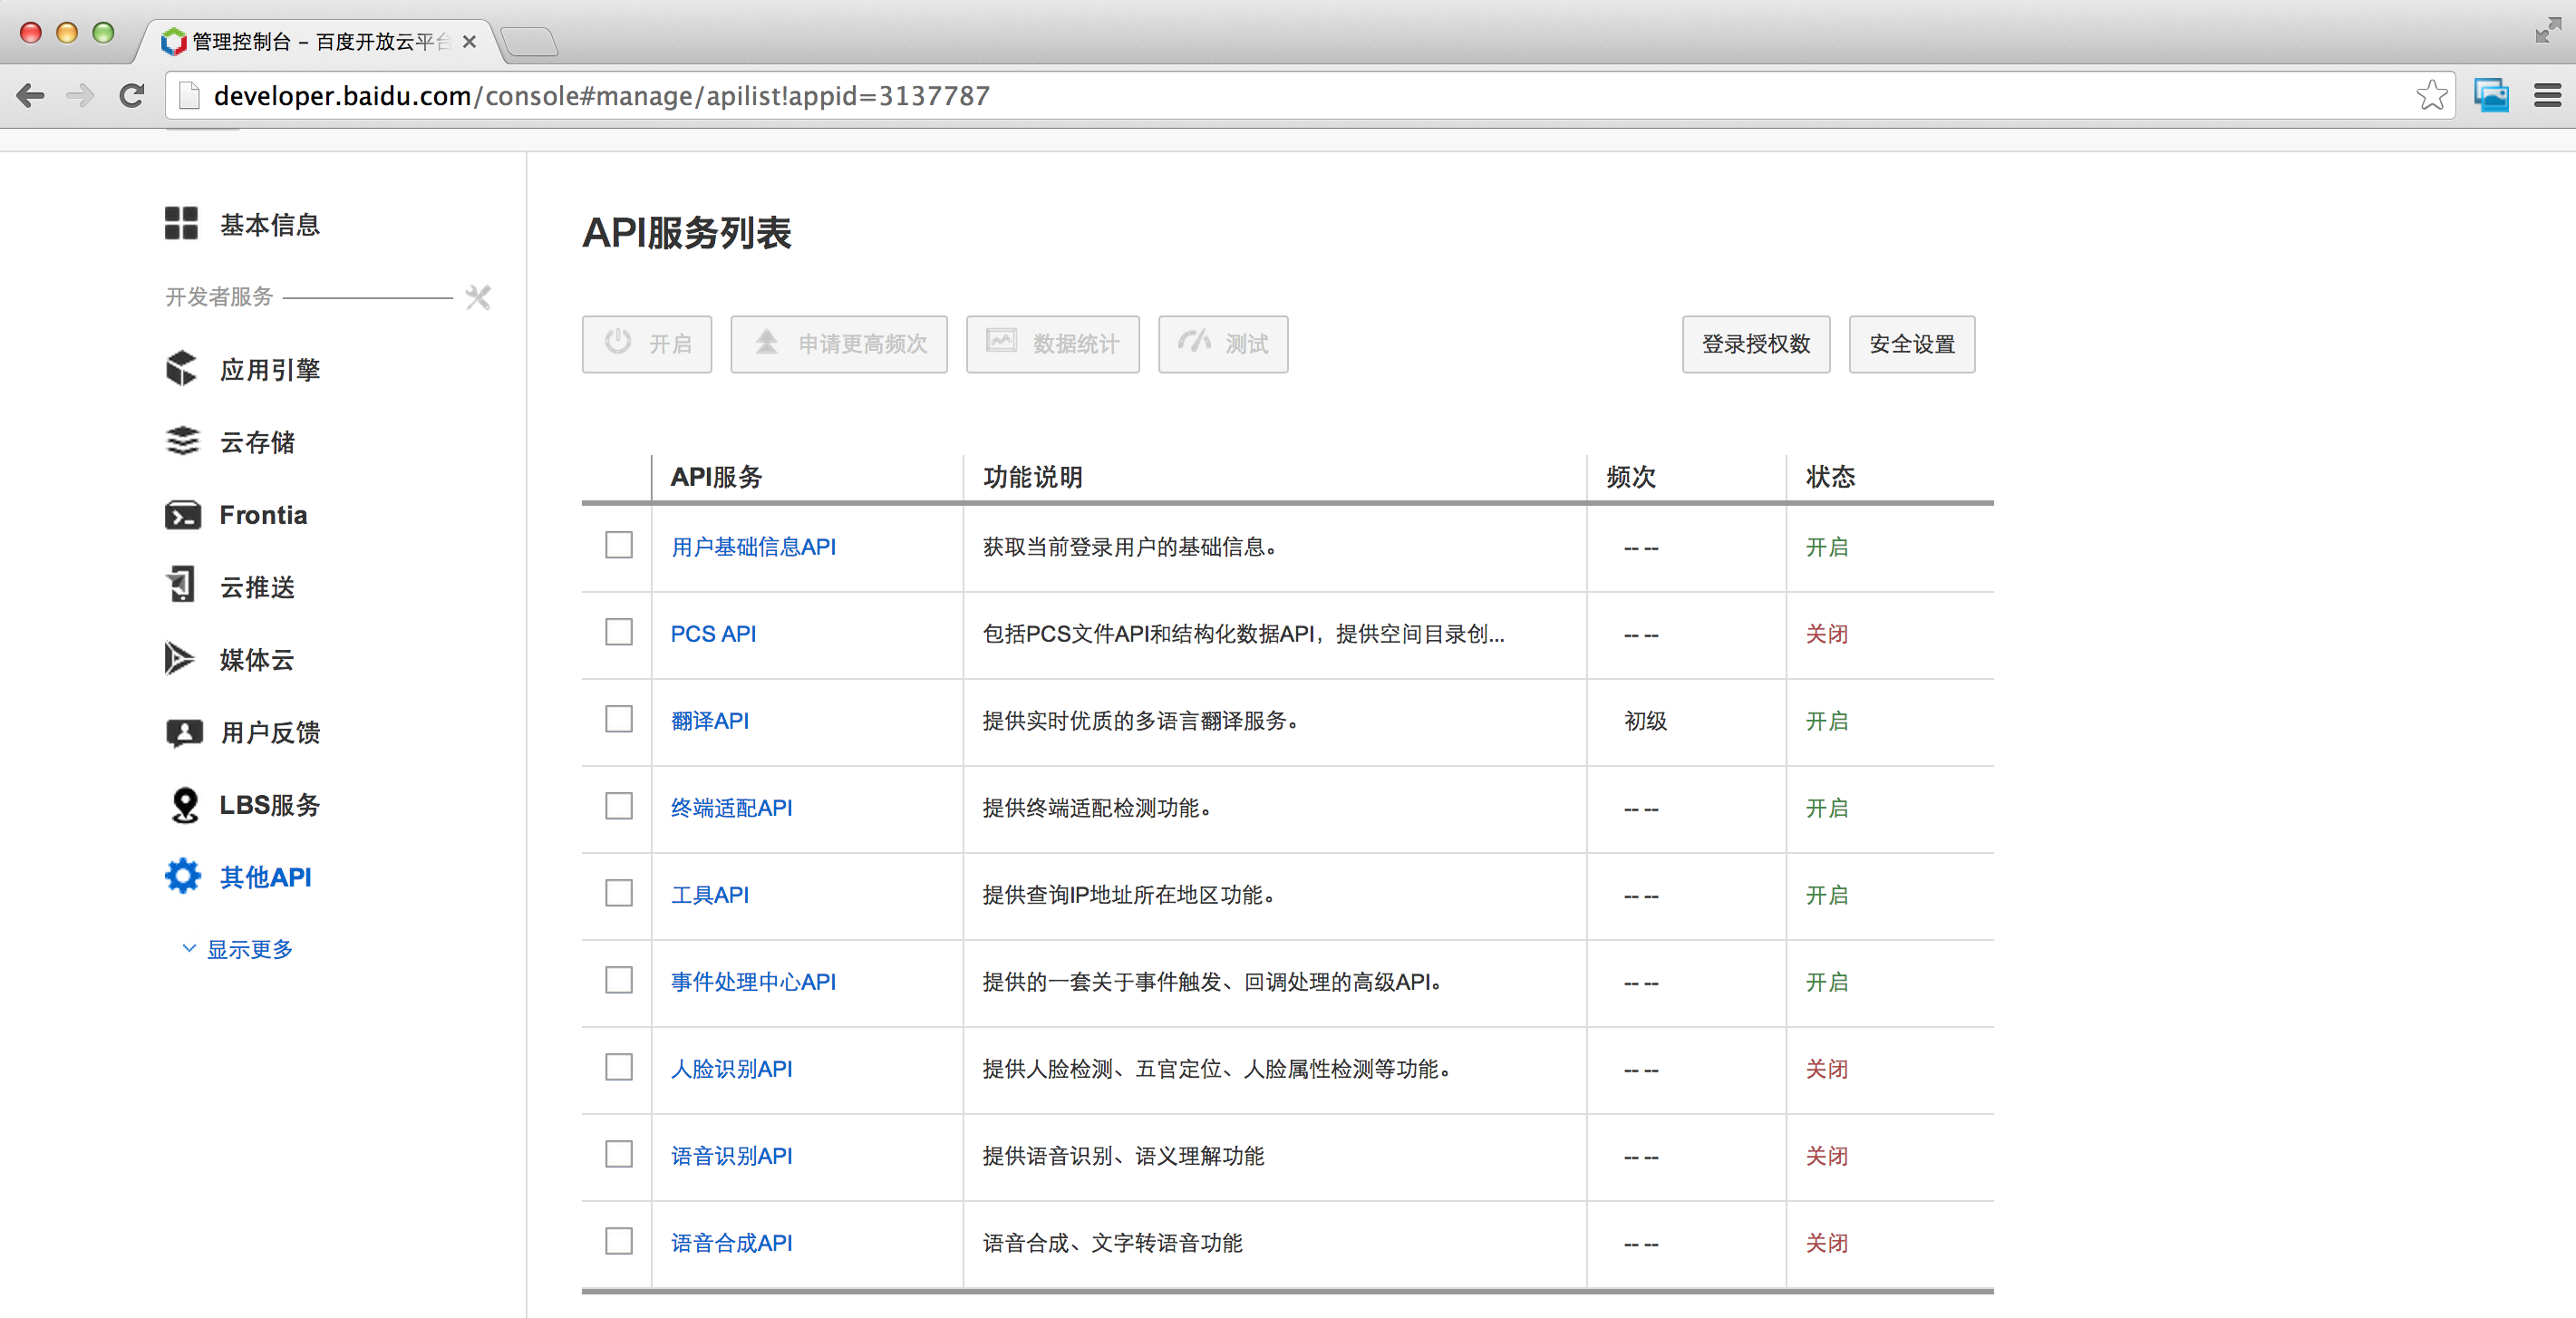 管理控制台 – 百度开放云平台
developer.baidu.com/console#manage/apilist!appid=3137787
基本信息
开发者服务
应用引擎
云存储
Frontia
云推送
媒体云
用户反馈
LBS服务
其他API
显示更多
API服务列表
开启 申请更高频次 数据统计 测试 登录授权数 安全设置
API服务 功能说明 频次 状态
用户基础信息API 获取当前登录用户的基础信息。 -- -- 开启
PCS API 包括PCS文件API和结构化数据API，提供空间目录创... -- -- 关闭
翻译API 提供实时优质的多语言翻译服务。 初级 开启
终端适配API 提供终端适配检测功能。 -- -- 开启
工具API 提供查询IP地址所在地区功能。 -- -- 开启
事件处理中心API 提供的一套关于事件触发、回调处理的高级API。 -- -- 开启
人脸识别API 提供人脸检测、五官定位、人脸属性检测等功能。 -- -- 关闭
语音识别API 提供语音识别、语义理解功能 -- -- 关闭
语音合成API 语音合成、文字转语音功能 -- -- 关闭